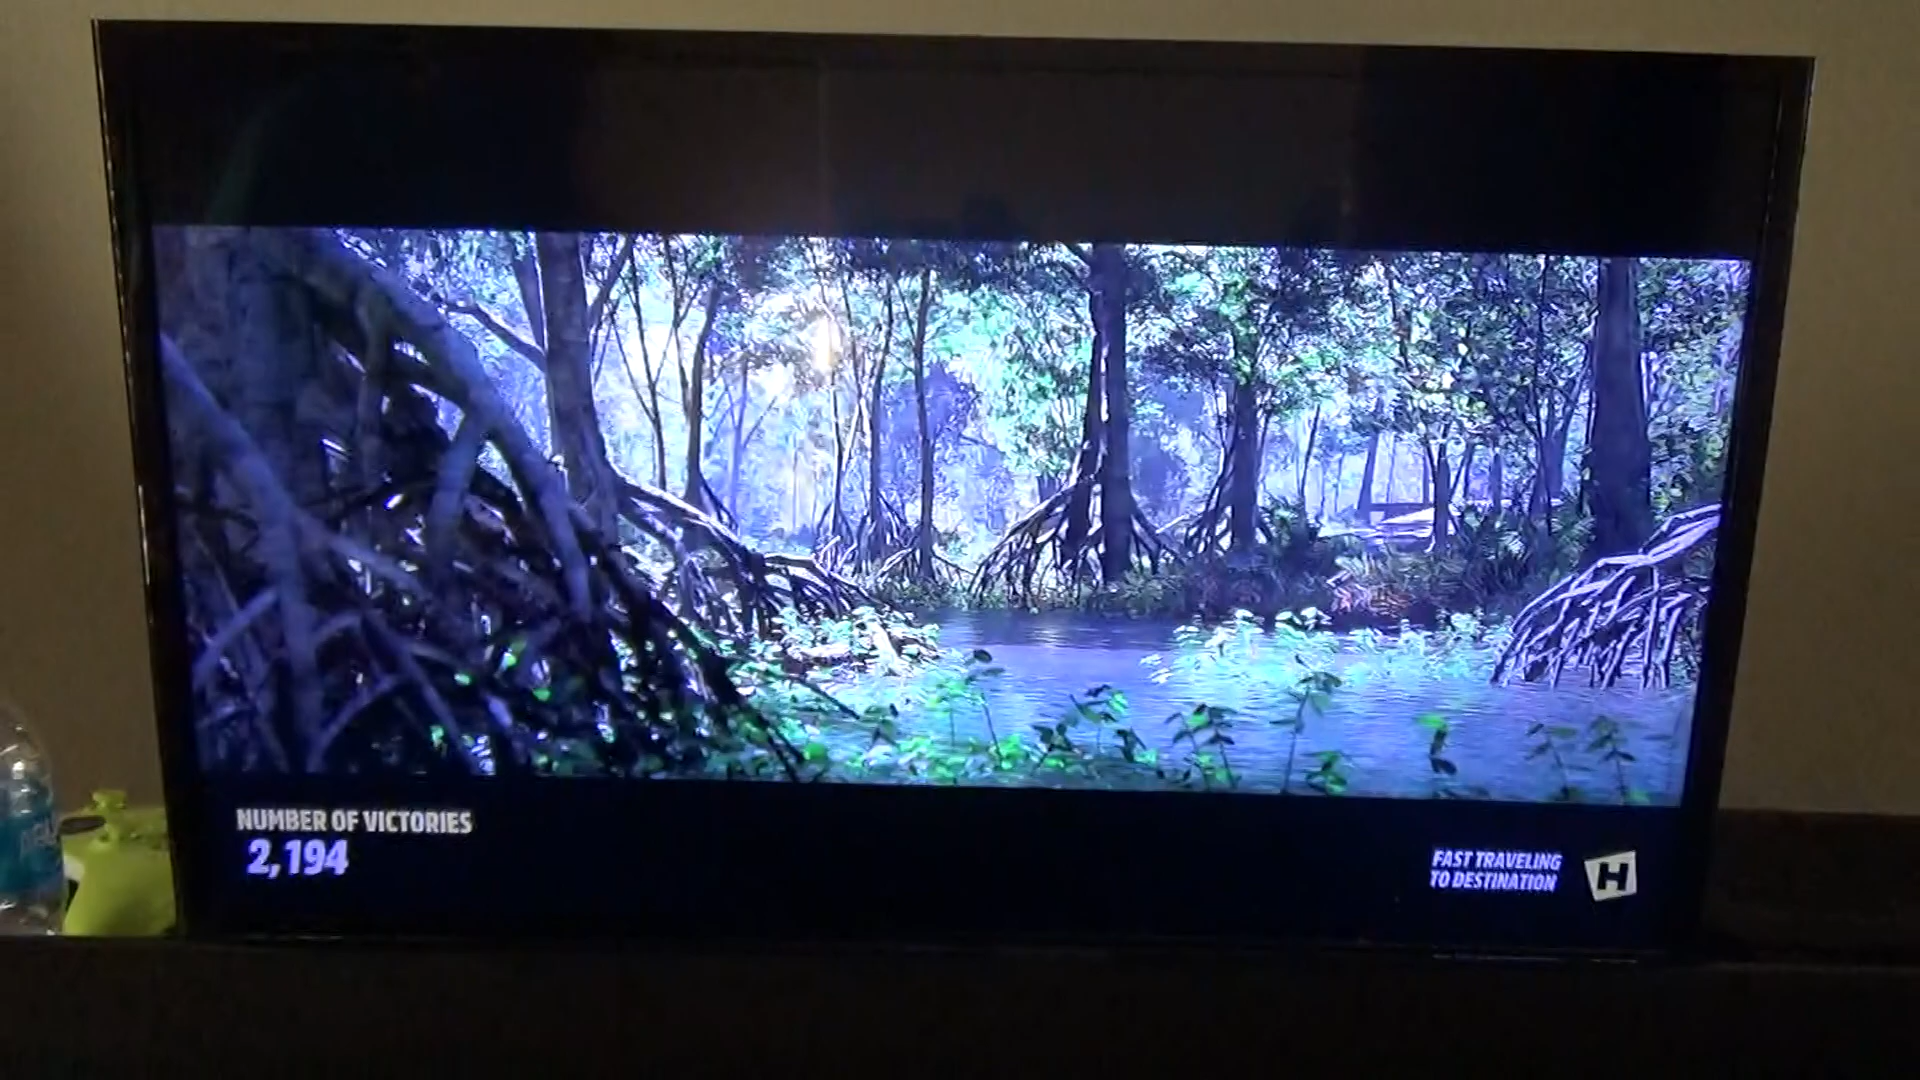 NUMBER OF VICTORIES
2,194
FAST TRAVELING
TO DESTINATION
H